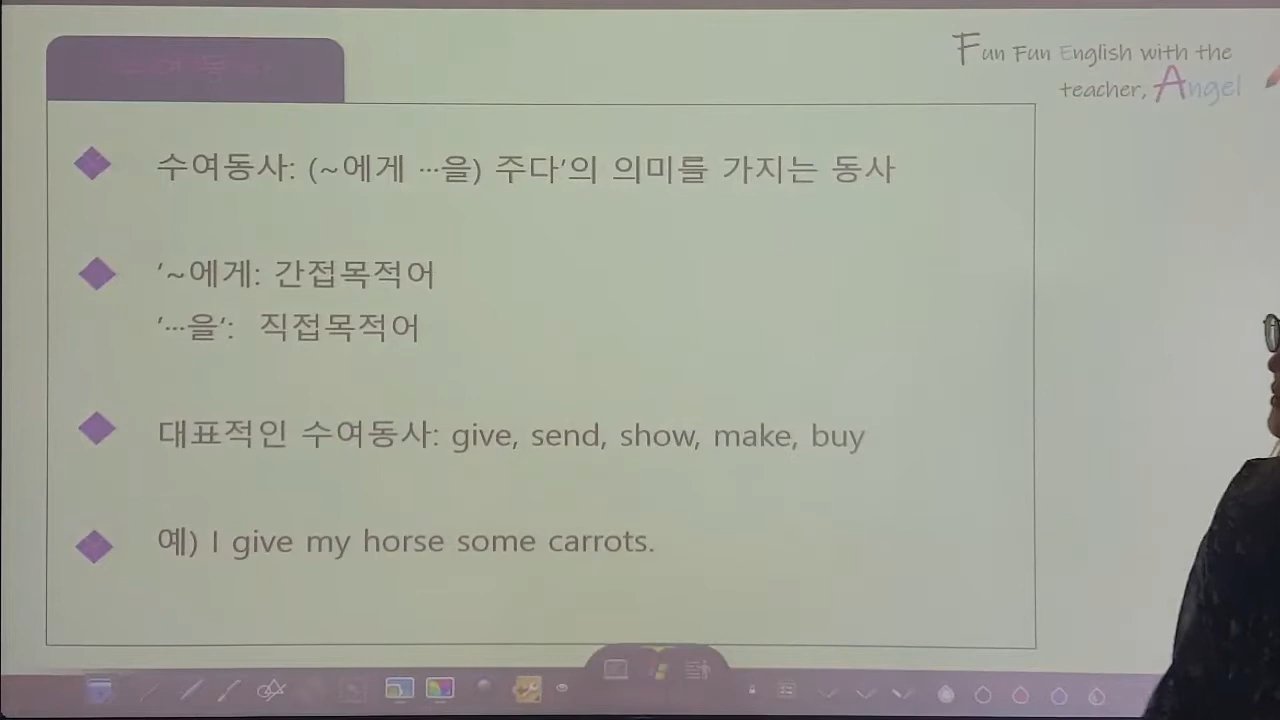 Fun Fun English with the
teacher, Angel
수여동사: (~에게 …을) 주다’의 의미를 가지는 동사
‘~에게: 간접목적어
‘…을‘: 직접목적어
대표적인 수여동사: give, send, show, make, buy
예) I give my horse some carrots.